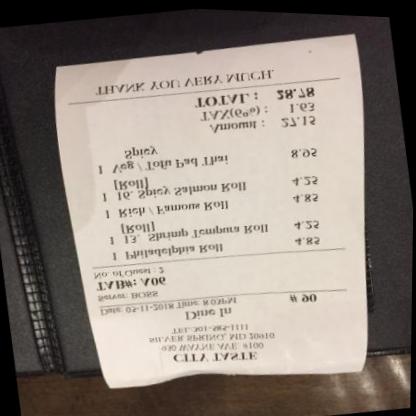 CITY TASTE
930 WAYNE AVE. #100
SILVER SPRING, MD 20910
TEL:301-585-1111
Dine In
Date: 05-11-2018 Time: 8:03PM
# 90
Server: BOSS
TAB#: A06
No. of Guest : 2
1 Philadelphia Roll 4.85
1 13. Shrimp Tempura Roll 4.25
[Roll]
1 Rich / Famous Roll 4.85
1 16. Spicy Salmon Roll 4.25
[Roll]
1 Veg / Tofu Pad Thai 8.95
Spicy
Amount : 27.15
TAX(6%) : 1.63
TOTAL : 28.78
THANK YOU VERY MUCH.